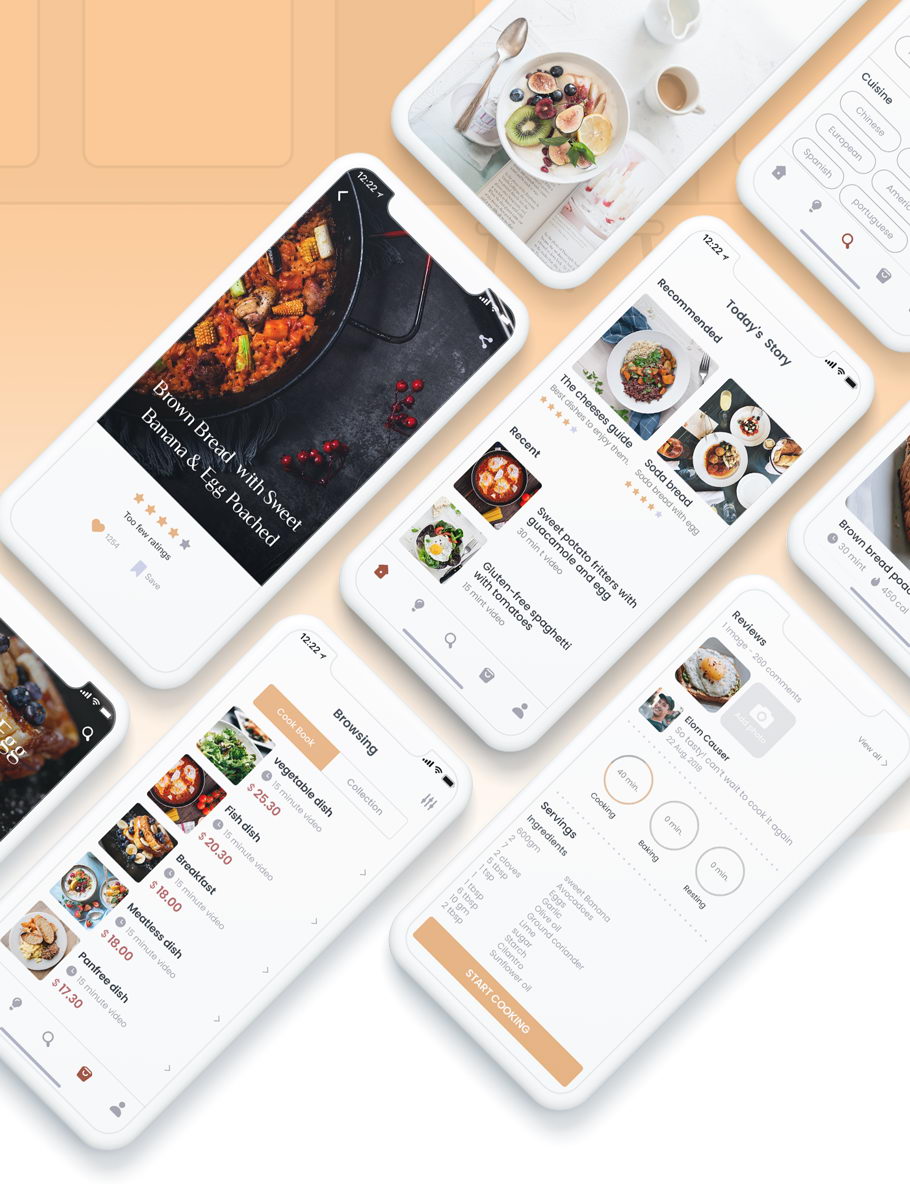 Cuisine
Chinese
European
Spanish
portuguese
12:22
Brown Bread with Sweet
Banana & Egg Poached
Too few ratings
1254
Save
12:22
Today's Story
Recommended
The cheeses guide
Best dishes to enjoy them.
Soda bread
Soda bread with egg
Recent
Sweet potato fritters with
guacamole and egg
30 min t video
Gluten-free spaghetti
with tomatoes
15 mint video
30 mint
450 cal
Egg
12:22
Browsing
Cook Book
Collection
vegetable dish
15 minute video
$ 25.30
Fish dish
15 minute video
$ 20.30
Breakfast
15 minute video
$ 18.00
Meatless dish
15 minute video
$ 18.00
Panfree dish
15 minute video
$ 17.30
Reviews
1 Image - 260 comments
View all
Add photo
Elorn Causer
So tasty! can't wait to cook it again
22 Aug, 2018
40 min.
Cooking
0 min.
Baking
0 min.
Resting
Servings
Ingredients
600gm sweet Banana
2 Avocadoes
Eggs
2 cloves Garlic
5 tbsp Olive oil
1 tsp Ground coriander
Lime
1 tbsp sugar
6 tbsp Starch
10 gm Cilantro
2 tbsp Sunflower oil
START COOKING